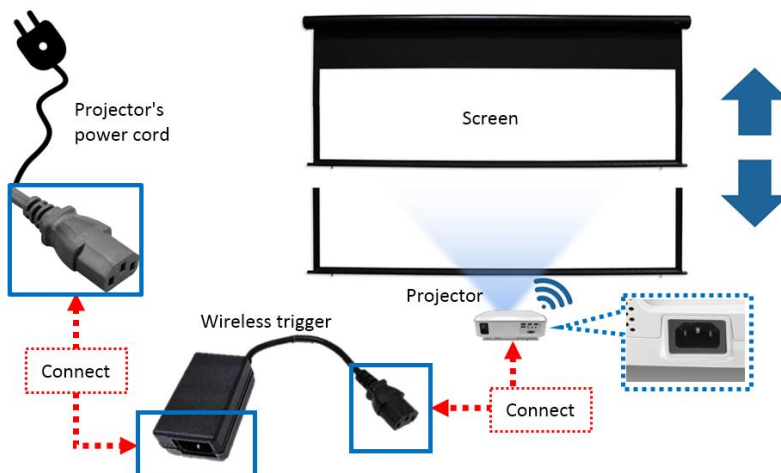 Projector's
power cord
Screen
Projector
Wireless trigger
Connect
Connect